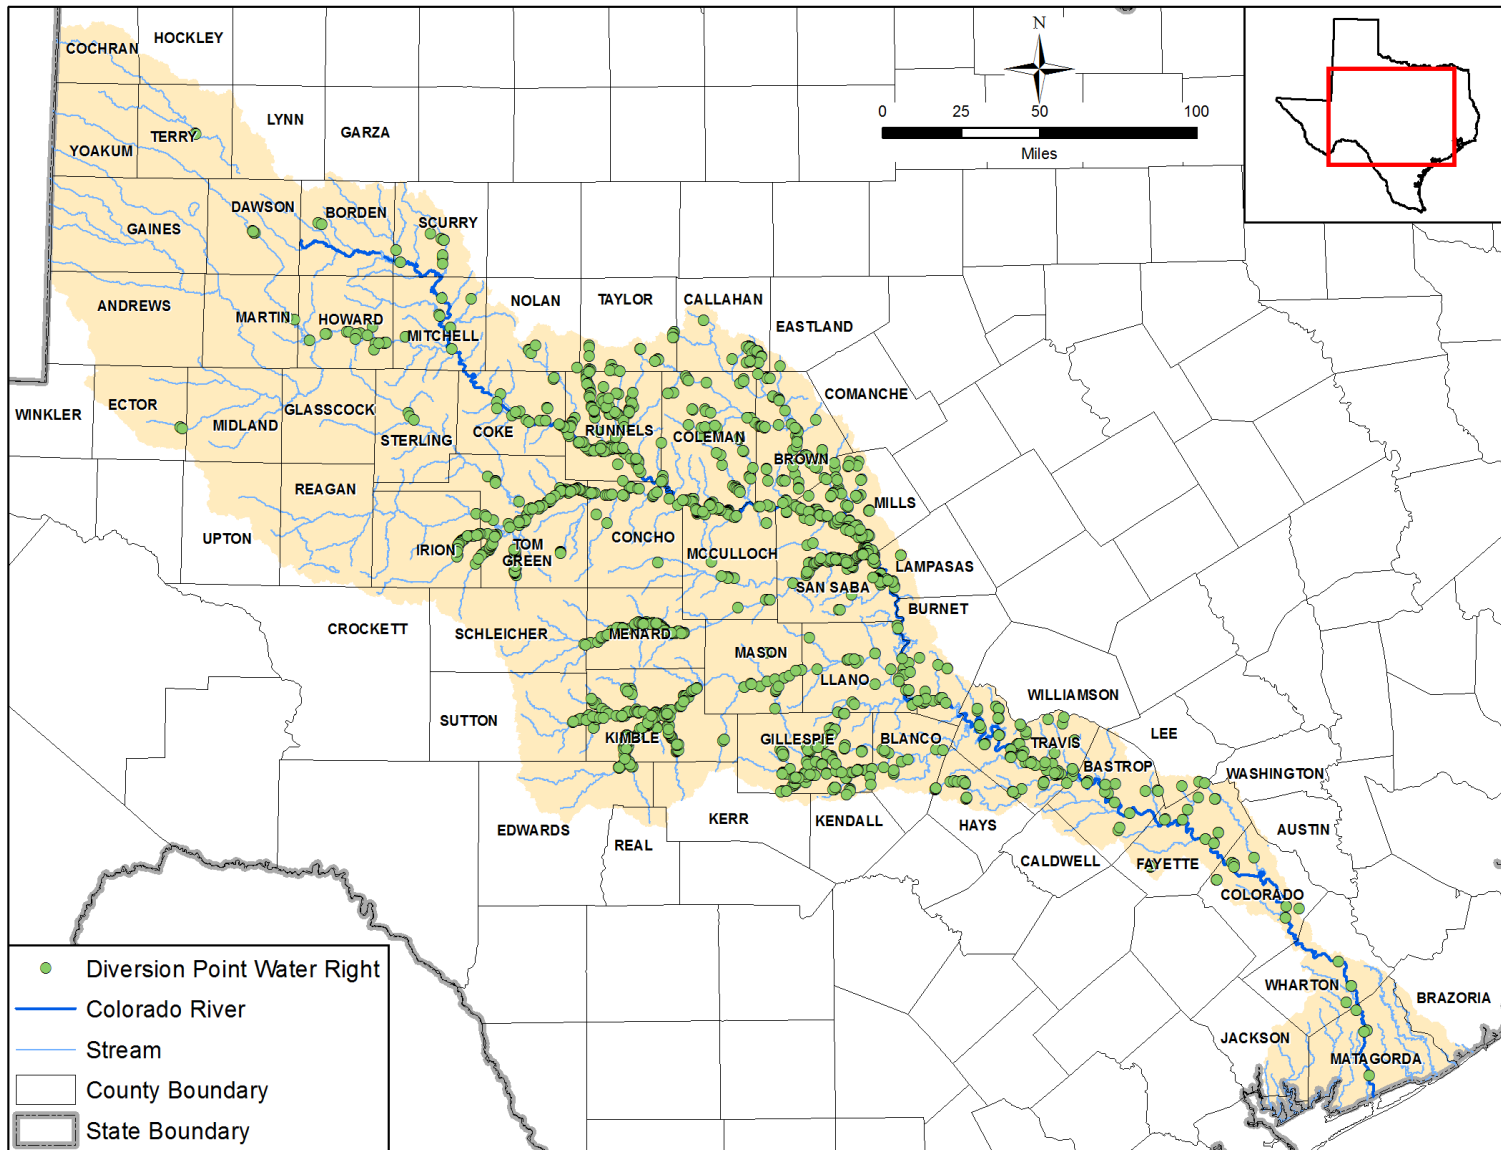 N
HOCKLEY
COCHRAN
0 25 50 100
Miles
LYNN
GARZA
TERRY
YOAKUM
DAWSON
BORDEN
SCURRY
GAINES
ANDREWS
MARTIN
HOWARD
MITCHELL
NOLAN
TAYLOR
CALLAHAN
EASTLAND
WINKLER
ECTOR
MIDLAND
GLASSCOCK
STERLING
COKE
RUNNELS
COLEMAN
BROWN
COMANCHE
REAGAN
MILLS
UPTON
IRION
TOM
GREEN
CONCHO
MCCULLOCH
SAN SABA
LAMPASAS
BURNET
CROCKETT
SCHLEICHER
MENARD
MASON
LLANO
WILLIAMSON
SUTTON
KIMBLE
GILLESPIE
BLANCO
TRAVIS
LEE
BASTROP
WASHINGTON
EDWARDS
REAL
KERR
KENDALL
HAYS
CALDWELL
FAYETTE
AUSTIN
COLORADO
WHARTON
BRAZORIA
JACKSON
MATAGORDA
Diversion Point Water Right
Colorado River
Stream
County Boundary
State Boundary